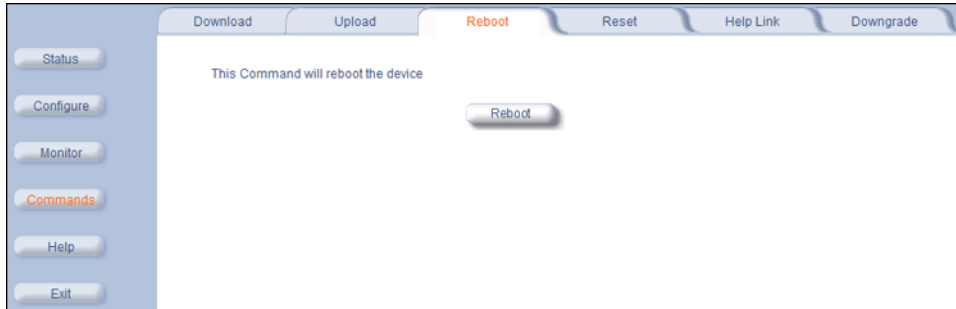 Download Upload Reboot Reset Help Link Downgrade
Status
This Command will reboot the device
Configure
Reboot
Monitor
Commands
Help
Exit